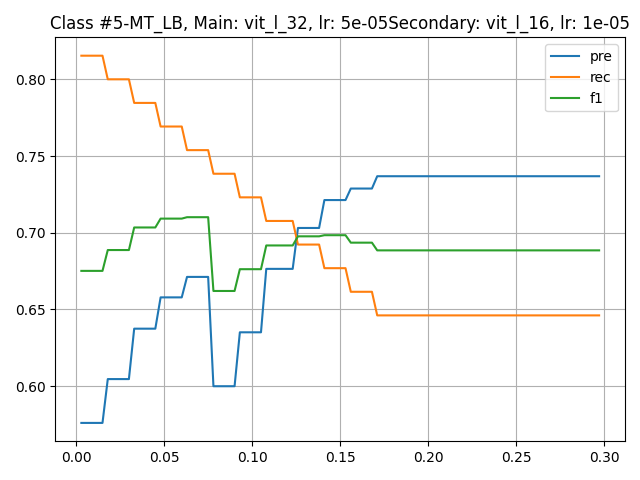 Class #5-MT_LB, Main: vit_l_32, lr: 5e-05Secondary: vit_l_16, lr: 1e-05
pre
rec
f1
0.80
0.75
0.70
0.65
0.60
0.00 0.05 0.10 0.15 0.20 0.25 0.30